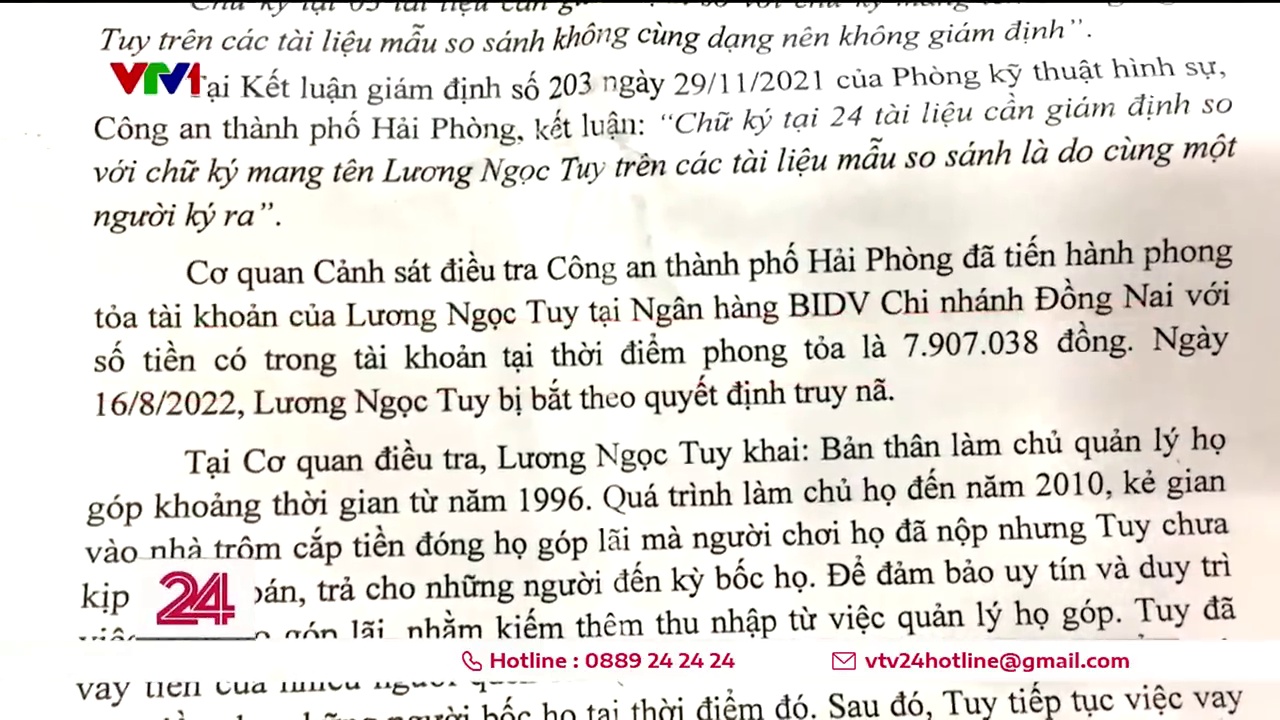 Tuy trên các tài liệu mẫu so sánh không cùng dạng nên không giám định”.
VTV1
Tại Kết luận giám định số 203 ngày 29/11/2021 của Phòng kỹ thuật hình sự,
Công an thành phố Hải Phòng, kết luận: “Chữ ký tại 24 tài liệu cần giám định so
với chữ ký mang tên Lương Ngọc Tuy trên các tài liệu mẫu so sánh là do cùng một
người ký ra”.
Cơ quan Cảnh sát điều tra Công an thành phố Hải Phòng đã tiến hành phong
tỏa tài khoản của Lương Ngọc Tuy tại Ngân hàng BIDV Chi nhánh Đồng Nai với
số tiền có trong tài khoản tại thời điểm phong tỏa là 7.907.038 đồng. Ngày
16/8/2022, Lương Ngọc Tuy bị bắt theo quyết định truy nã.
Tại Cơ quan điều tra, Lương Ngọc Tuy khai: Bản thân làm chủ quản lý họ
góp khoảng thời gian từ năm 1996. Quá trình làm chủ họ đến năm 2010, kẻ gian
vào nhà trộm cắp tiền đóng họ góp lãi mà người chơi họ đã nộp nhưng Tuy chưa
kịp trả cho những người đến kỳ bốc họ. Để đảm bảo uy tín và duy trì
24
góp lãi, nhằm kiếm thêm thu nhập từ việc quản lý họ góp. Tuy đã
Hotline : 0889 24 24 24
vtv24hotline@gmail.com
vay tiền của nhiều người
người bốc họ tại thời điểm đó. Sau đó, Tuy tiếp tục việc vay